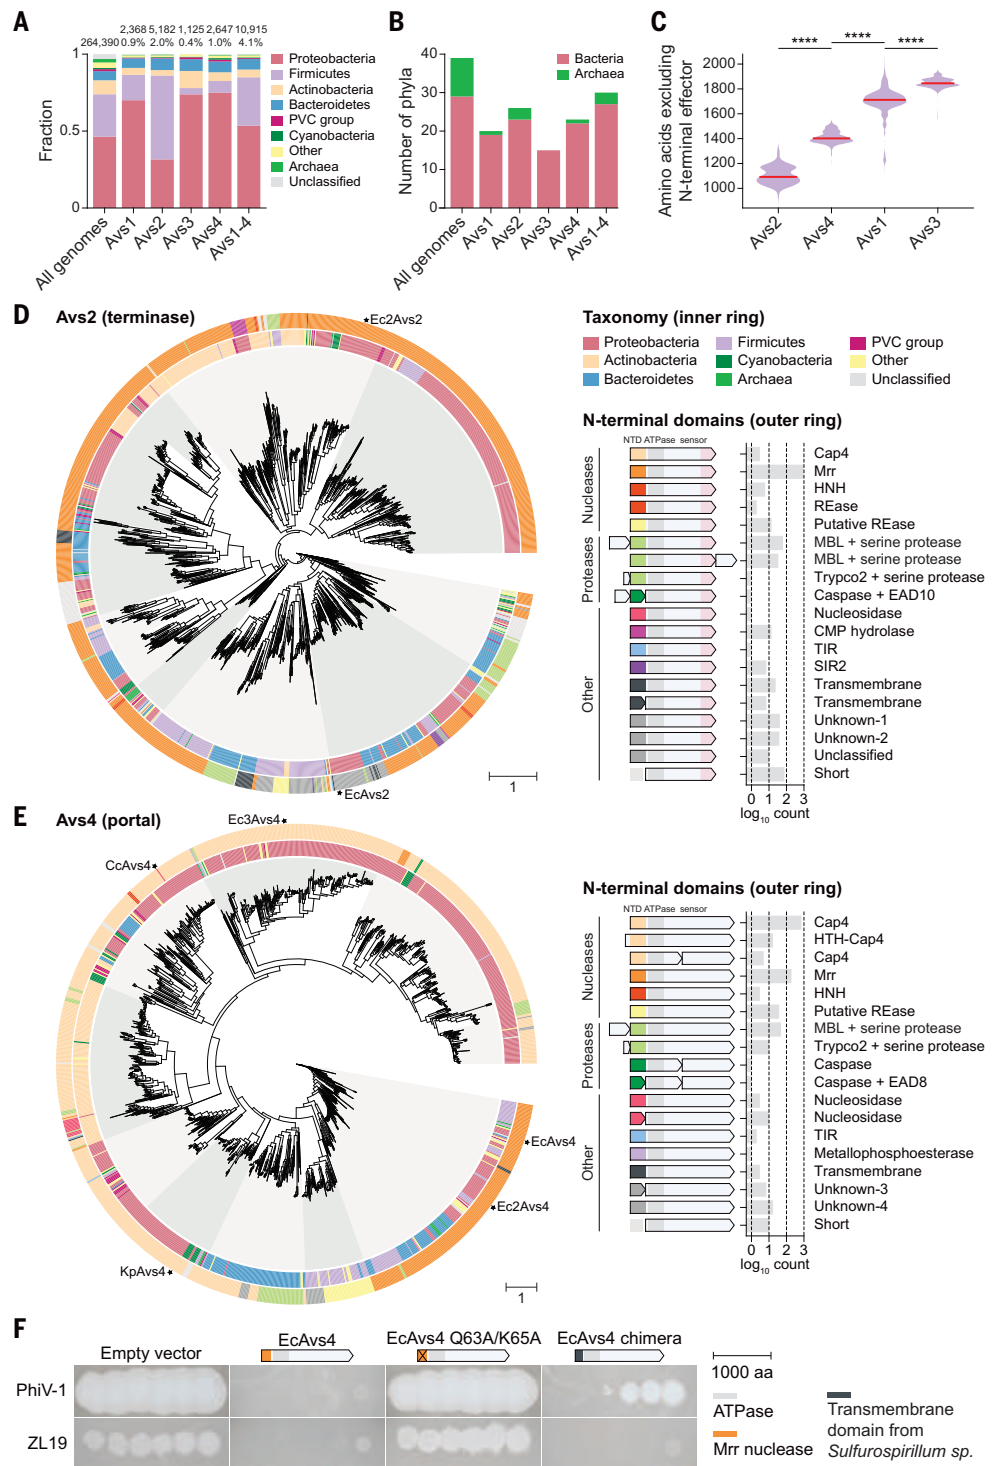 A
2,368 5,182 1,125 2,647 10,915
264,390 0.9% 2.0% 0.4% 1.0% 4.1%
1
0.5
0
Fraction
All genomes
Avs1
Avs2
Avs3
Avs4
Avs1-4
Proteobacteria
Firmicutes
Actinobacteria
Bacteroidetes
PVC group
Cyanobacteria
Other
Archaea
Unclassified
B
40
30
20
10
0
Number of phyla
Bacteria
Archaea
All genomes
Avs1
Avs2
Avs3
Avs4
Avs1-4
C
**** **** ****
2000
1800
1600
1400
1200
1000
Amino acids excluding
N-terminal effector
Avs2
Avs4
Avs1
Avs3
D
Avs2 (terminase)
★Ec2Avs2
★EcAvs2
1
Taxonomy (inner ring)
Proteobacteria
Firmicutes
PVC group
Actinobacteria
Cyanobacteria
Other
Bacteroidetes
Archaea
Unclassified
N-terminal domains (outer ring)
NTD ATPase sensor
Nucleases
Proteases
Other
Cap4
Mrr
HNH
REase
Putative REase
MBL + serine protease
MBL + serine protease
Trypco2 + serine protease
Caspase + EAD10
Nucleosidase
CMP hydrolase
TIR
SIR2
Transmembrane
Transmembrane
Unknown-1
Unknown-2
Unclassified
Short
0 1 2 3
log10 count
E
Avs4 (portal)
Ec3Avs4★
CcAvs4★
★EcAvs4
★Ec2Avs4
KpAvs4★
1
N-terminal domains (outer ring)
NTD ATPase sensor
Nucleases
Proteases
Other
Cap4
HTH-Cap4
Cap4
Mrr
HNH
Putative REase
MBL + serine protease
Trypco2 + serine protease
Caspase
Caspase + EAD8
Nucleosidase
Nucleosidase
TIR
Metallophosphoesterase
Transmembrane
Unknown-3
Unknown-4
Short
0 1 2 3
log10 count
F
Empty vector
EcAvs4
EcAvs4 Q63A/K65A
EcAvs4 chimera
PhiV-1
ZL19
1000 aa
ATPase
Mrr nuclease
Transmembrane
domain from
Sulfurospirillum sp.